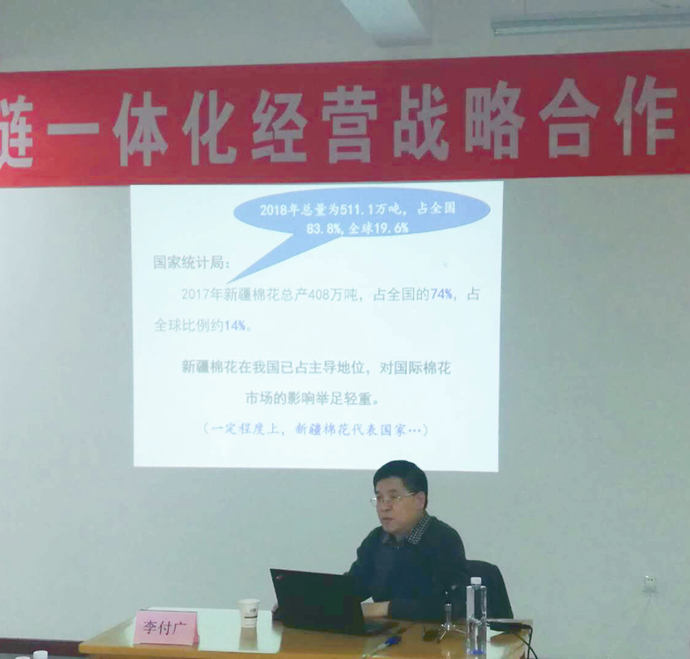 链一体化经营战略合作
2018年总量为511.1万吨，占全国
83.8%,全球19.6%
国家统计局：
2017年新疆棉花总产408万吨，占全国的74%，占
全球比例约14%。
新疆棉花在我国已占主导地位，对国际棉花
市场的影响举足轻重。
（一定程度上，新疆棉花代表国家…）
李付广